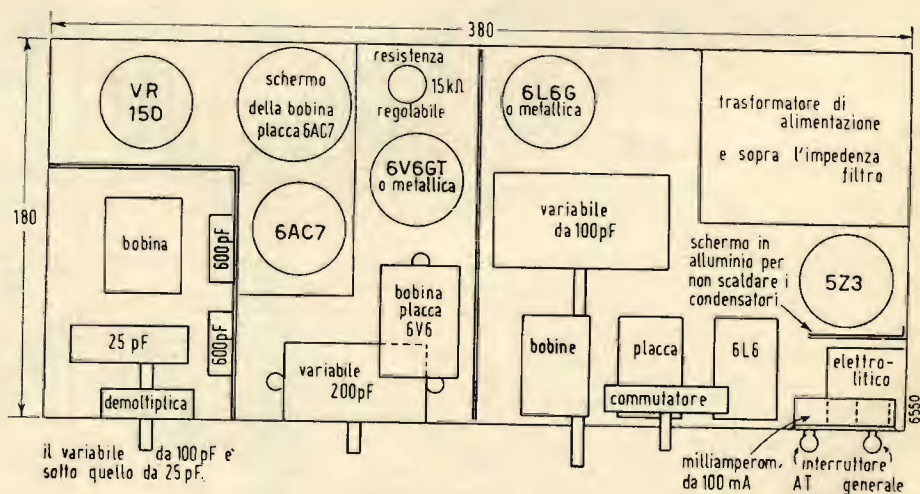 380
180
VR
150
schermo
della bobina
placca 6AC7
resistenza
15kΩ
regolabile
6V6GT
o metallica
6AC7
bobina
600pF
600pF
25 pF
demoltiplica
bobina
placca
6V6
variabile
200pF
6L6G
o metallica
variabile
da 100pF
bobine
placca
6L6
commutatore
trasformatore di
alimentazione
e sopra l'impedenza
filtro
schermo in
alluminio per
non scaldare i
condensatori
5Z3
elettro-
litico
6550
il variabile da 100pF e'
sotto quello da 25 pF.
milliamperom.
da 100 mA
interruttore
AT generale